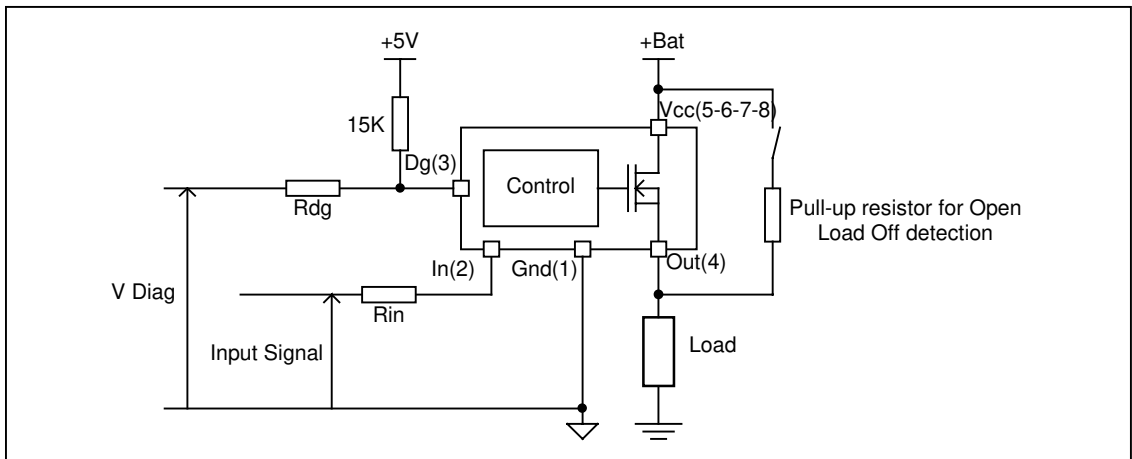 +5V
+Bat
Vcc(5-6-7-8)
15K
Dg(3)
Control
Rdg
Pull-up resistor for Open
Load Off detection
In(2)
Gnd(1)
Out(4)
V Diag
Rin
Input Signal
Load